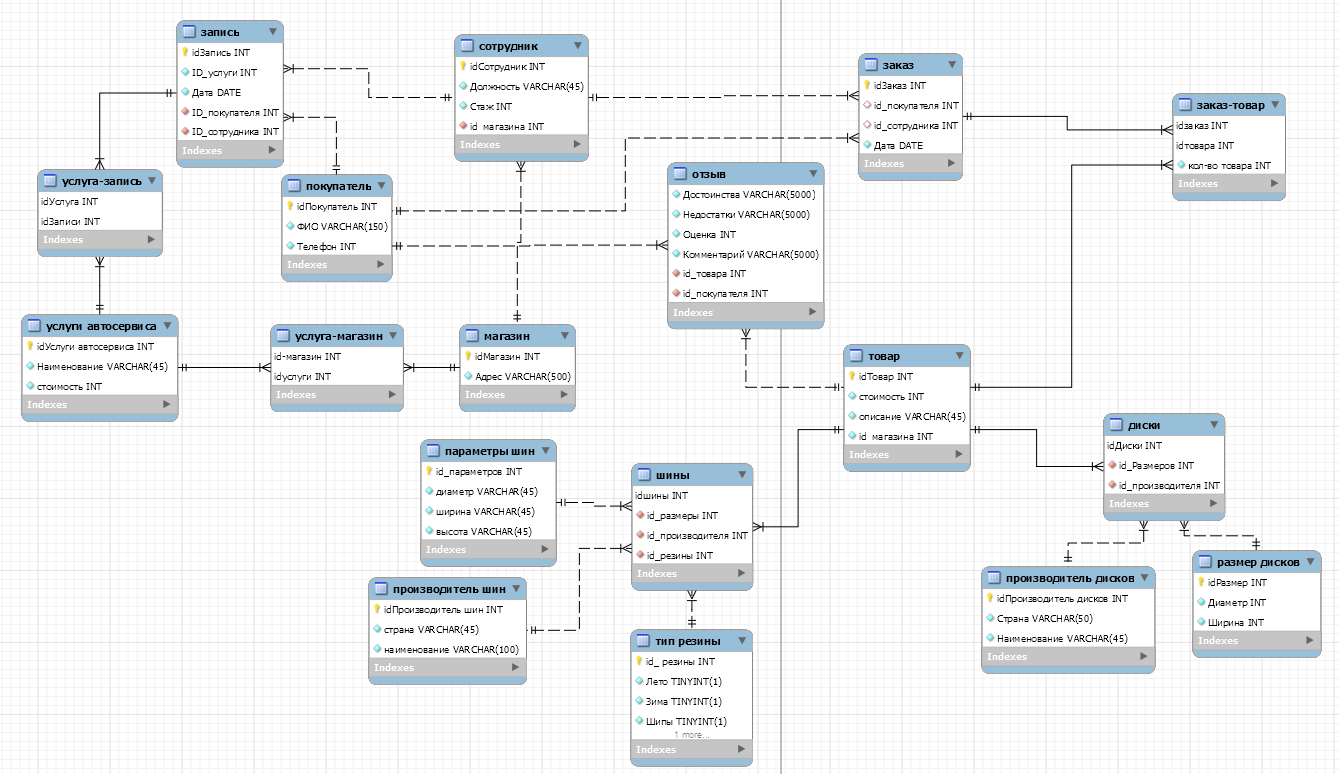 запись
idЗапись INT
ID_услуги INT
Дата DATE
ID_покупателя INT
ID_сотрудника INT
Indexes
сотрудник
idСотрудник INT
Должность VARCHAR(45)
Стаж INT
id_магазина INT
Indexes
заказ
idЗаказ INT
id_покупателя INT
id_сотрудника INT
Дата DATE
Indexes
заказ-товар
idзаказ INT
idтовара INT
кол-во товара INT
Indexes
услуга-запись
idУслуга INT
idЗаписи INT
Indexes
покупатель
idПокупатель INT
ФИО VARCHAR(150)
Телефон INT
Indexes
отзыв
Достоинства VARCHAR(5000)
Недостатки VARCHAR(5000)
Оценка INT
Комментарий VARCHAR(5000)
id_товара INT
id_покупателя INT
Indexes
услуги автосервиса
idУслуги автосервиса INT
Наименование VARCHAR(45)
стоимость INT
Indexes
услуга-магазин
id-магазин INT
idуслуги INT
Indexes
магазин
idМагазин INT
Адрес VARCHAR(500)
Indexes
товар
idТовар INT
стоимость INT
описание VARCHAR(45)
id_магазина INT
Indexes
диски
idДиски INT
id_Размеров INT
id_производителя INT
Indexes
параметры шин
id_параметров INT
диаметр VARCHAR(45)
ширина VARCHAR(45)
высота VARCHAR(45)
Indexes
шины
idшины INT
id_размеры INT
id_производителя INT
id_резины INT
Indexes
производитель шин
idПроизводитель шин INT
страна VARCHAR(45)
наименование VARCHAR(100)
Indexes
тип резины
id_ резины INT
Лето TINYINT(1)
Зима TINYINT(1)
Шипы TINYINT(1)
1 more...
Indexes
производитель дисков
idПроизводитель дисков INT
Страна VARCHAR(50)
Наименование VARCHAR(45)
Indexes
размер дисков
idРазмер INT
Диаметр INT
Ширина INT
Indexes